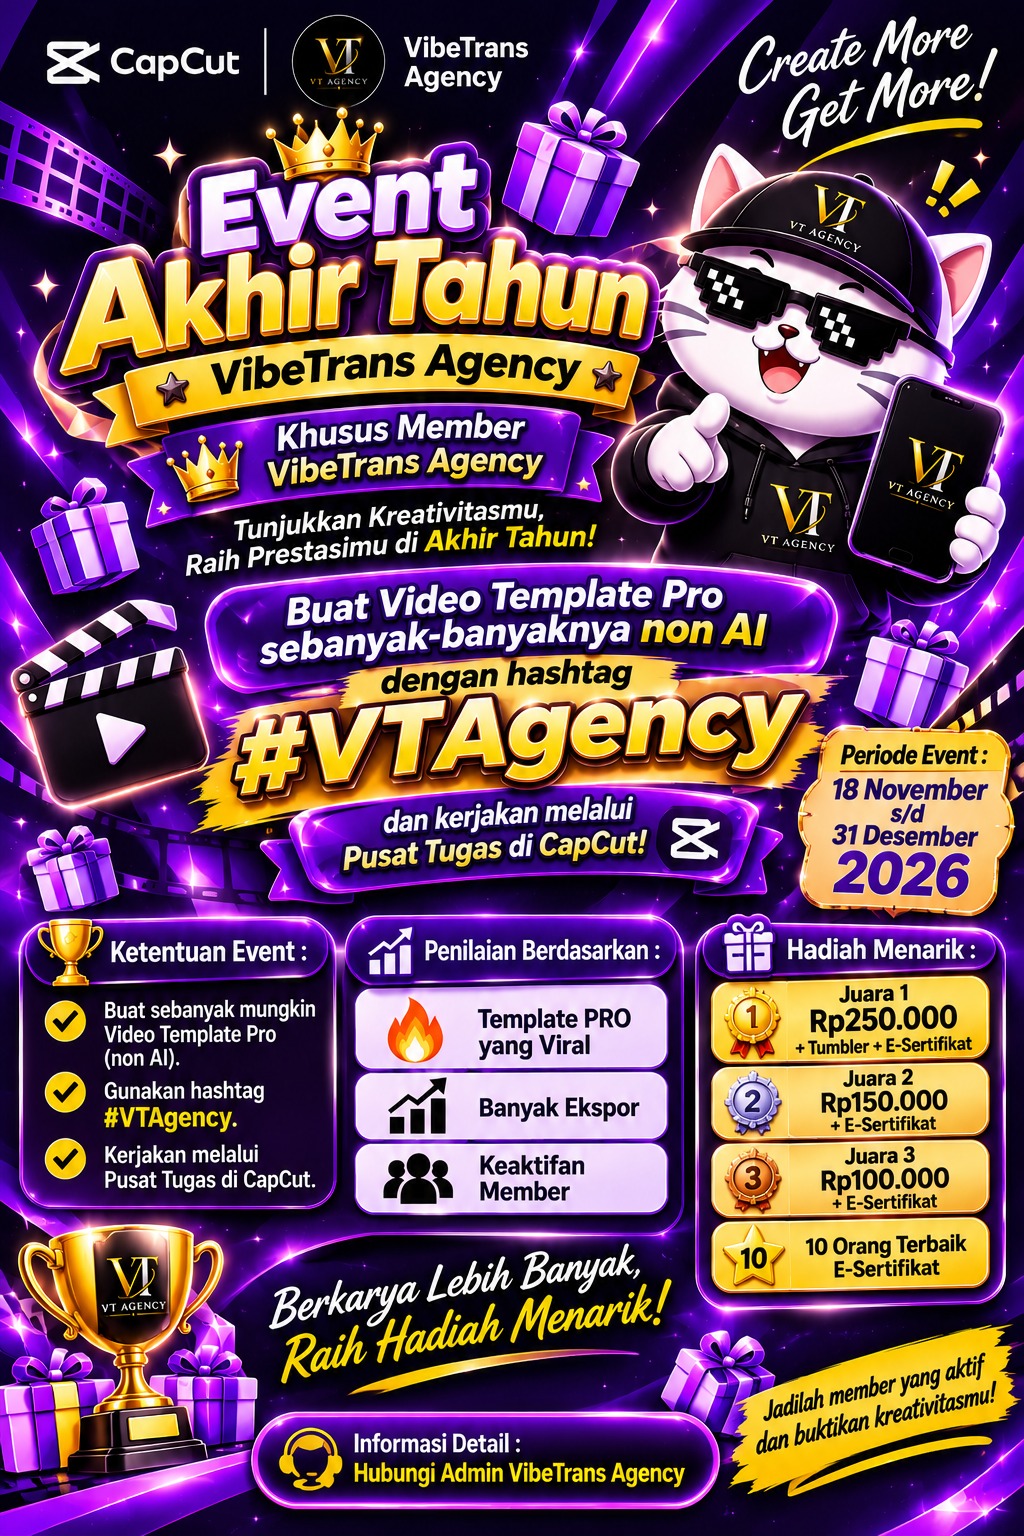 CapCut
VT
VT AGENCY
VibeTrans
Agency
Create More
Get More!
Event
Akhir Tahun
VibeTrans Agency
Khusus Member
VibeTrans Agency
Tunjukkan Kreativitasmu,
Raih Prestasimu di Akhir Tahun!
VT
VT AGENCY
VT
VT AGENCY
VT
VT AGENCY
Buat Video Template Pro
sebanyak-banyaknya non AI
dengan hashtag
#VTAgency
dan kerjakan melalui
Pusat Tugas di CapCut!
Periode Event :
18 November
s/d
31 Desember
2026
Ketentuan Event :
Buat sebanyak mungkin
Video Template Pro
(non AI).
Gunakan hashtag
#VTAgency.
Kerjakan melalui
Pusat Tugas di CapCut.
Penilaian Berdasarkan :
Template PRO
yang Viral
Banyak Ekspor
Keaktifan
Member
Hadiah Menarik :
1
Juara 1
Rp250.000
+ Tumbler + E-Sertifikat
2
Juara 2
Rp150.000
+ E-Sertifikat
3
Juara 3
Rp100.000
+ E-Sertifikat
10
10 Orang Terbaik
E-Sertifikat
VT
VT AGENCY
Berkarya Lebih Banyak,
Raih Hadiah Menarik!
Jadilah member yang aktif
dan buktikan kreativitasmu!
Informasi Detail :
Hubungi Admin VibeTrans Agency